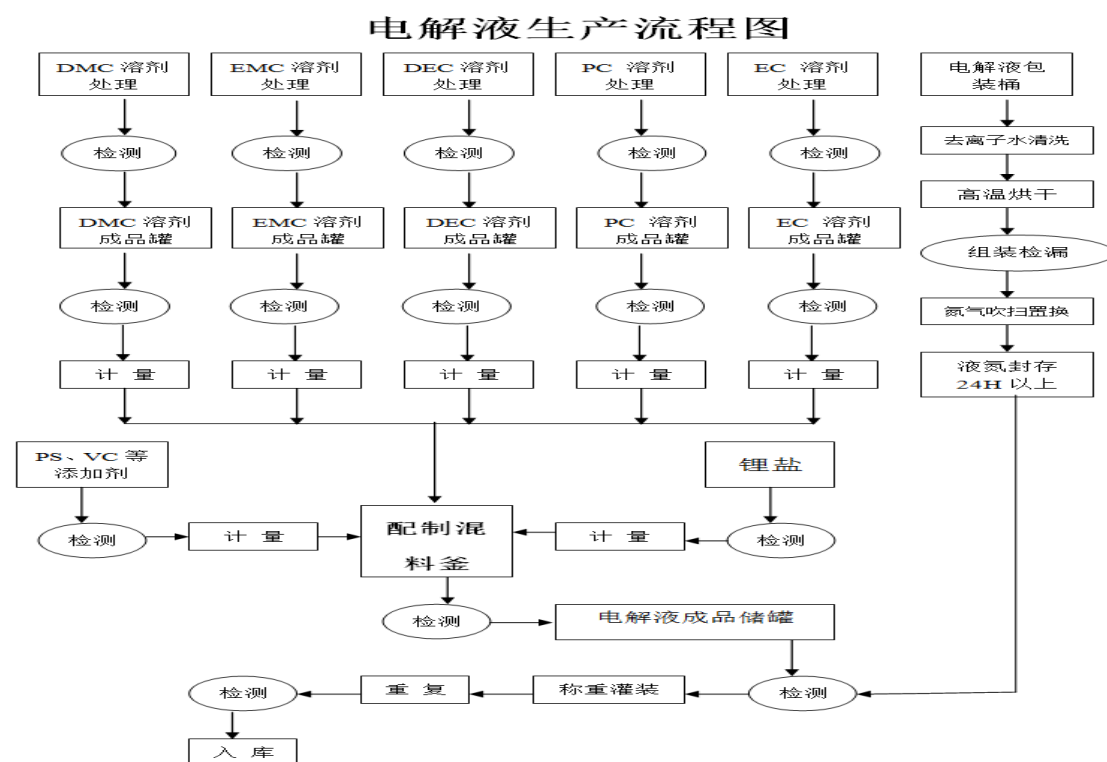 电解液生产流程图
DMC 溶剂
处理
EMC 溶剂
处理
DEC 溶剂
处理
PC 溶剂
处理
EC 溶剂
处理
电解液包
装桶
检测
检测
检测
检测
检测
去离子水清洗
高温烘干
DMC 溶剂
成品罐
EMC 溶剂
成品罐
DEC 溶剂
成品罐
PC 溶剂
成品罐
EC 溶剂
成品罐
组装检漏
检测
检测
检测
检测
检测
氮气吹扫置换
计 量
计 量
计 量
计 量
计 量
液氮封存
24H 以上
PS、VC 等
添加剂
锂盐
检测
计 量
配制混
料釜
计 量
检测
检测
电解液成品储罐
检测
重 复
称重灌装
检测
入 库